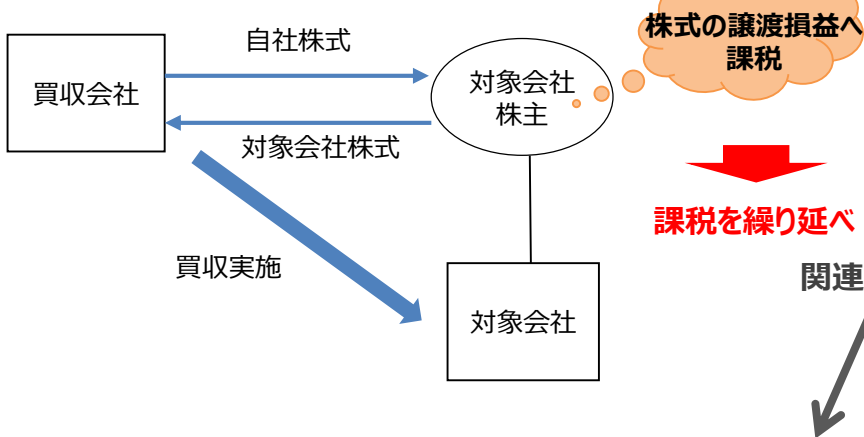 自社株式
株式の譲渡損益へ
課税
買収会社
対象会社
株主
対象会社株式
課税を繰り延べ
買収実施
関連
対象会社